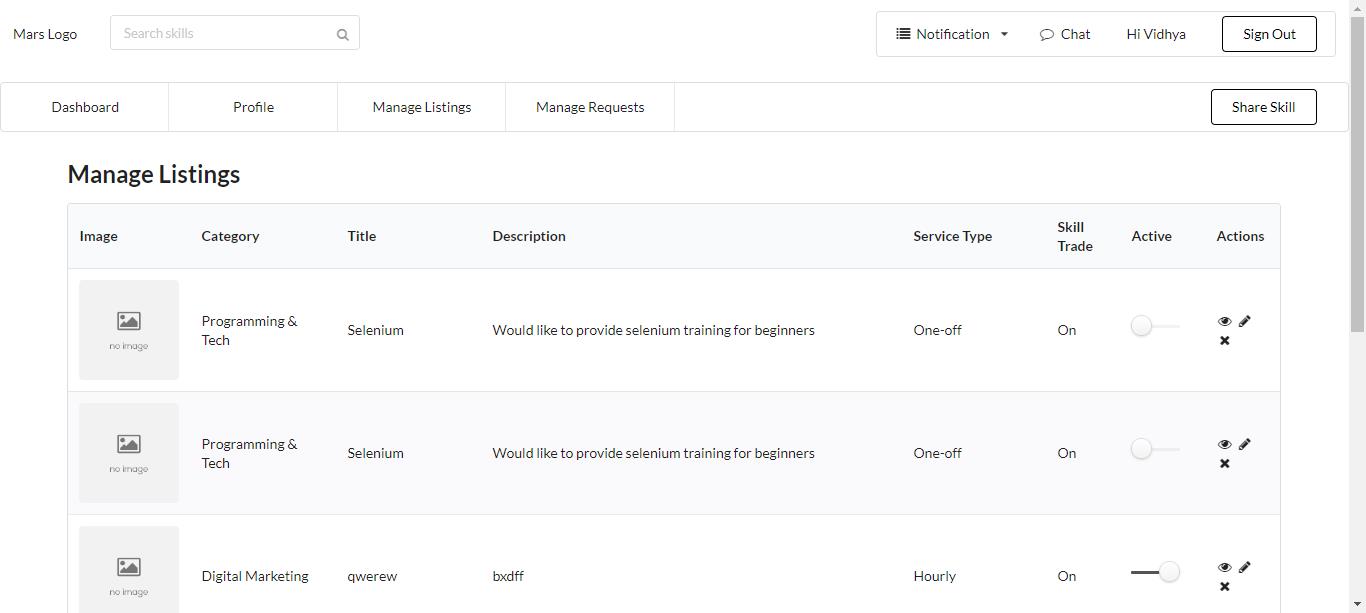 Mars Logo
Search skills
Notification
Chat
Hi Vidhya
Sign Out
Dashboard
Profile
Manage Listings
Manage Requests
Share Skill
Manage Listings
Image
Category
Title
Description
Service Type
Skill
Trade
Active
Actions
no image
Programming &
Tech
Selenium
Would like to provide selenium training for beginners
One-off
On
no image
Programming &
Tech
Selenium
Would like to provide selenium training for beginners
One-off
On
no image
Digital Marketing
qwerew
bxdff
Hourly
On